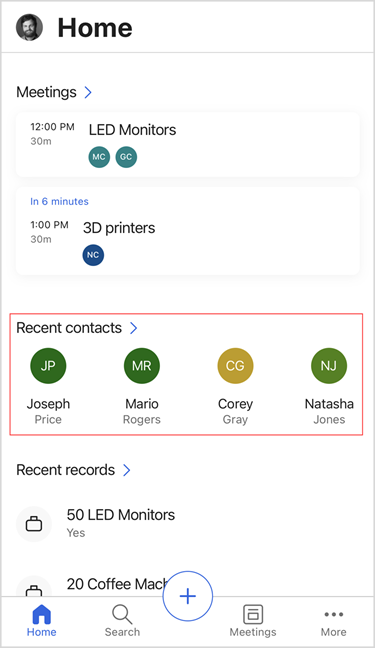 Home
Meetings
12:00 PM LED Monitors
30m
MC GC
In 6 minutes
1:00 PM 3D printers
30m
NC
Recent contacts
JP MR CG NJ
Joseph Mario Corey Natasha
Price Rogers Gray Jones
Recent records
50 LED Monitors
Yes
20 Coffee
Home Search Meetings More